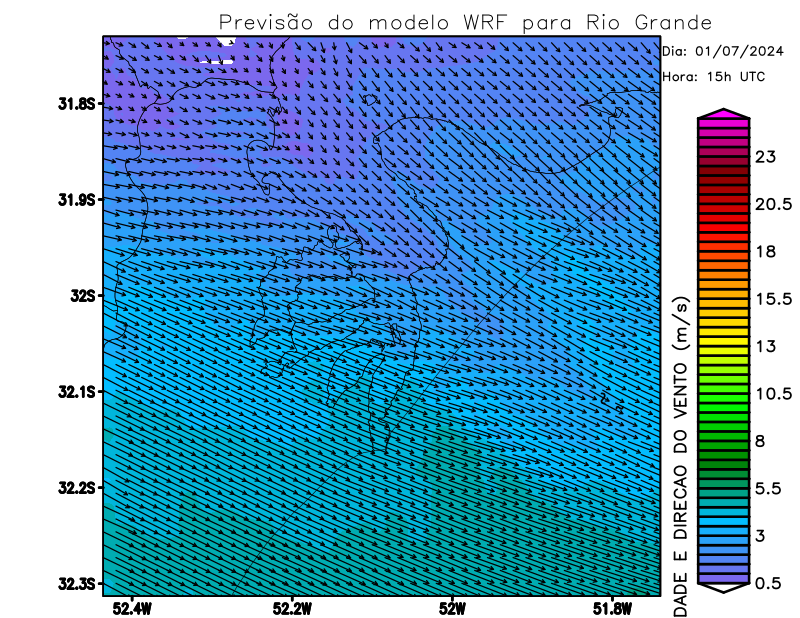 Previsão do modelo WRF para Rio Grande
Dia: 01/07/2024
Hora: 15h UTC
31.8S
31.9S
32S
32.1S
32.2S
32.3S
52.4W
52.2W
52W
51.8W
23
20.5
18
15.5
13
10.5
8
5.5
3
0.5
DADE E DIRECAO DO VENTO (m/s)